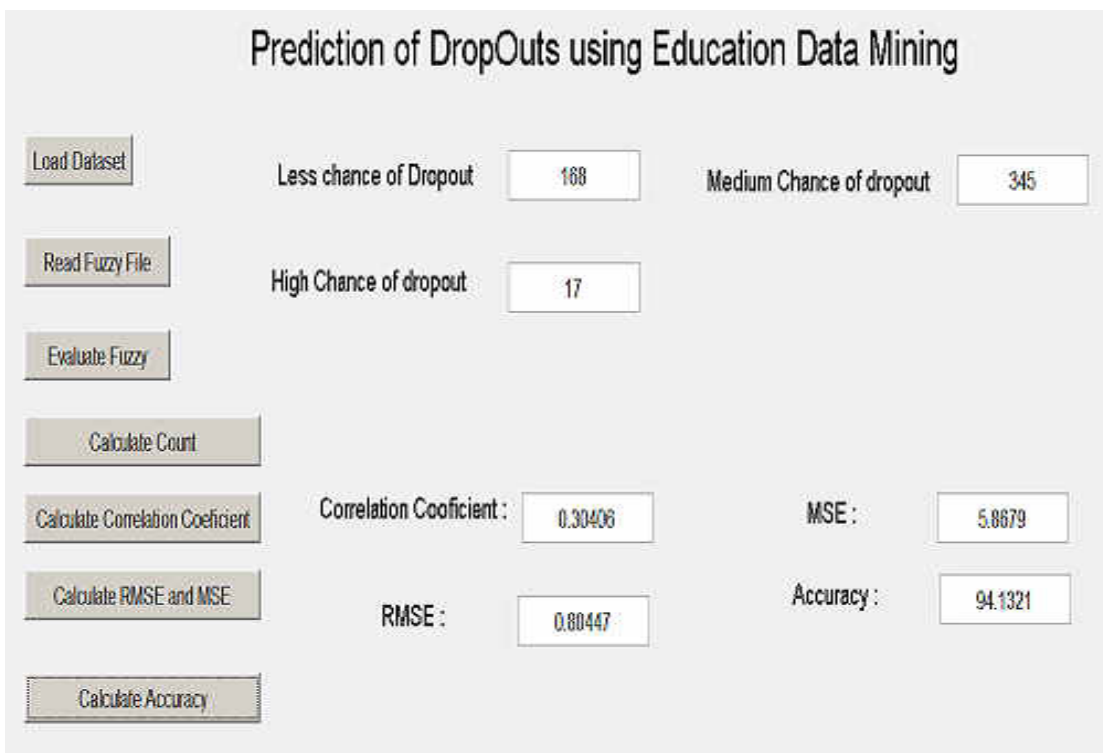 Prediction of DropOuts using Education Data Mining
Load Dataset
Less chance of Dropout
168
Medium Chance of dropout
345
Read Fuzzy File
High Chance of dropout
17
Evaluate Fuzzy
Calculate Count
Calculate Correlation Coeficient
Correlation Cooficient :
0.30406
MSE :
5.8679
Calculate RMSE and MSE
RMSE :
0.80447
Accuracy :
94.1321
Calculate Accuracy